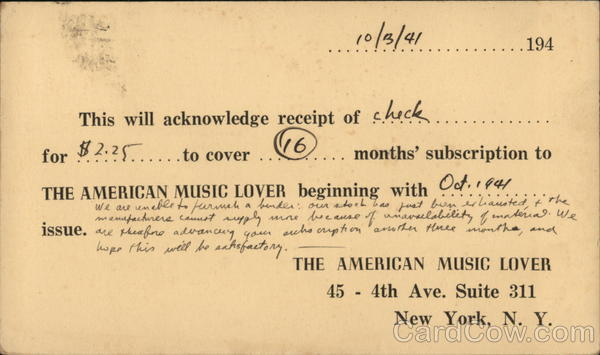 10/3/41 194
This will acknowledge receipt of check
for $2.25 to cover 16 months' subscription to
THE AMERICAN MUSIC LOVER beginning with Oct. 1941
We are unable to furnish a binder: our stock has just been exhausted, & the
manufacturers cannot supply more because of unavailability of material. We
issue. are therefore advancing your subscription another three months, and
hope this will be satisfactory.
THE AMERICAN MUSIC LOVER
45 - 4th Ave. Suite 311
New York, N. Y.
CardCow.com